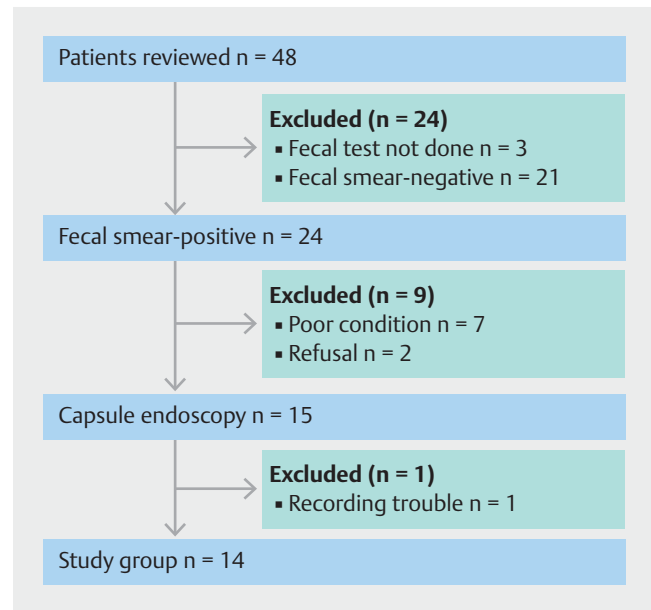 Patients reviewed n = 48
Excluded (n = 24)
▪ Fecal test not done n = 3
▪ Fecal smear-negative n = 21
Fecal smear-positive n = 24
Excluded (n = 9)
▪ Poor condition n = 7
▪ Refusal n = 2
Capsule endoscopy n = 15
Excluded (n = 1)
▪ Recording trouble n = 1
Study group n = 14